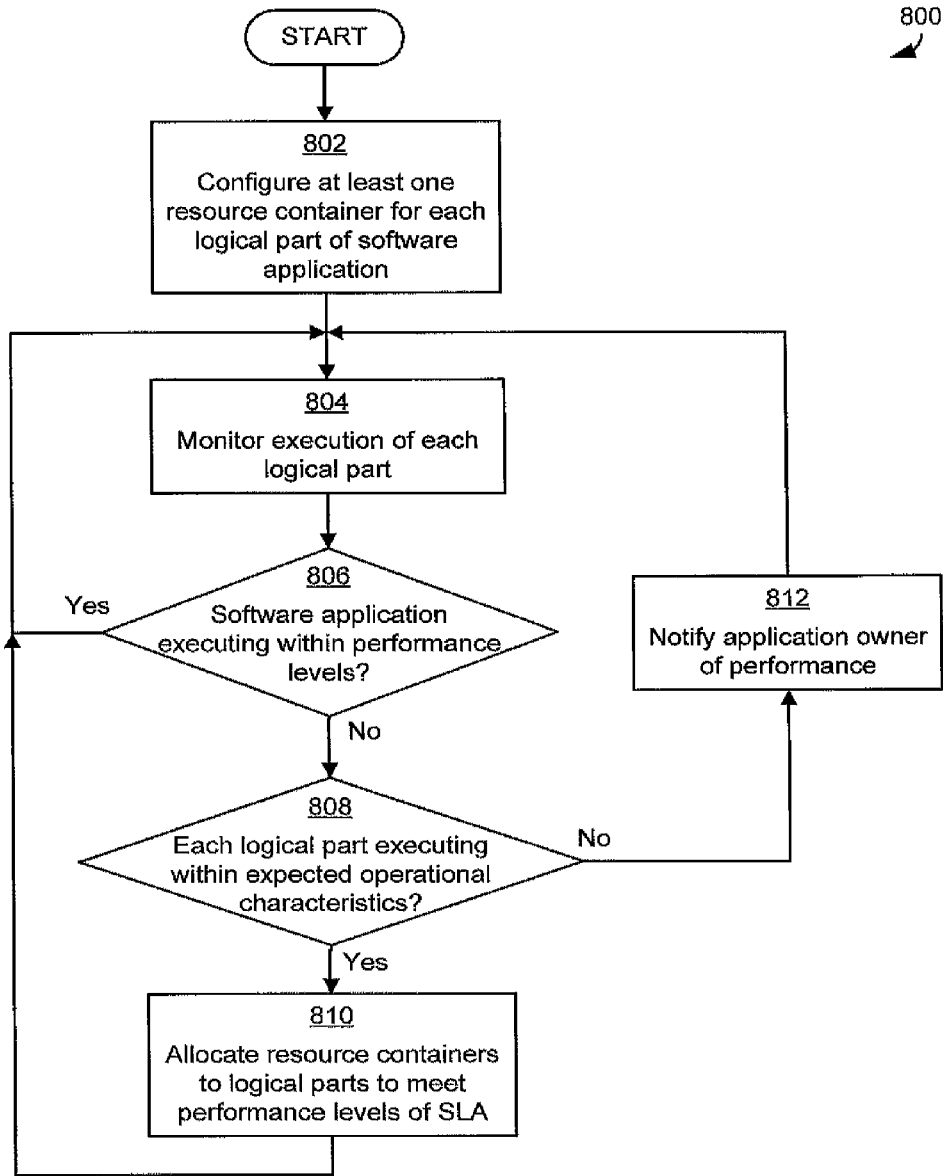 800
START
802
Configure at least one
resource container for each
logical part of software
application
804
Monitor execution of each
logical part
806
Software application
executing within performance
levels?
Yes
No
812
Notify application owner
of performance
808
Each logical part executing
within expected operational
characteristics?
No
Yes
810
Allocate resource containers
to logical parts to meet
performance levels of SLA